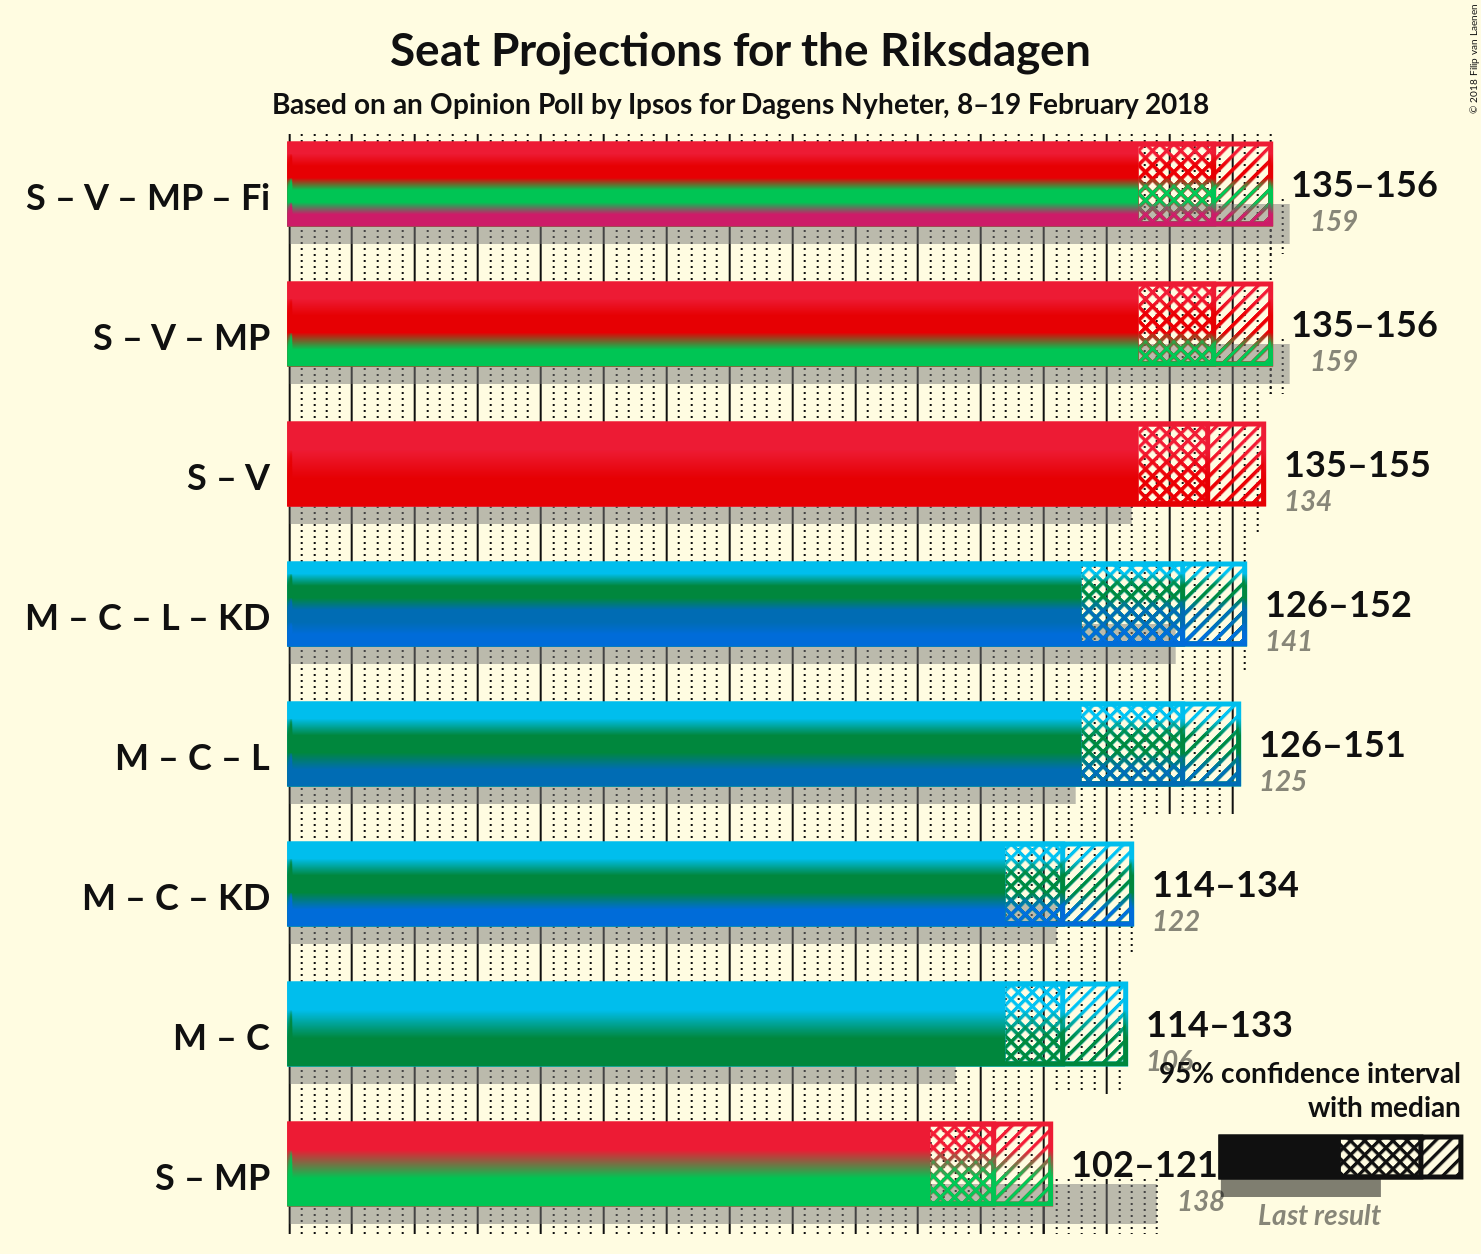 Seat Projections for the Riksdagen
Based on an Opinion Poll by Ipsos for Dagens Nyheter, 8–19 February 2018
© 2018 Filip van Laenen
S – V – MP – Fi
135–156
159
S – V – MP
135–156
159
S – V
135–155
134
M – C – L – KD
126–152
141
M – C – L
126–151
125
M – C – KD
114–134
122
M – C
114–133
106
95% confidence interval
with median
S – MP
102–121
138
Last result